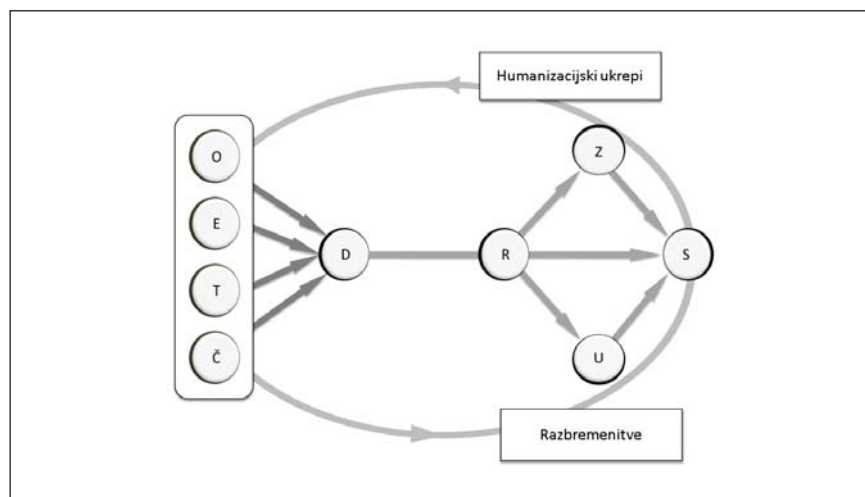 Humanizacijski ukrepi
O
Z
E
D
R
S
T
Č
U
Razbremenitve